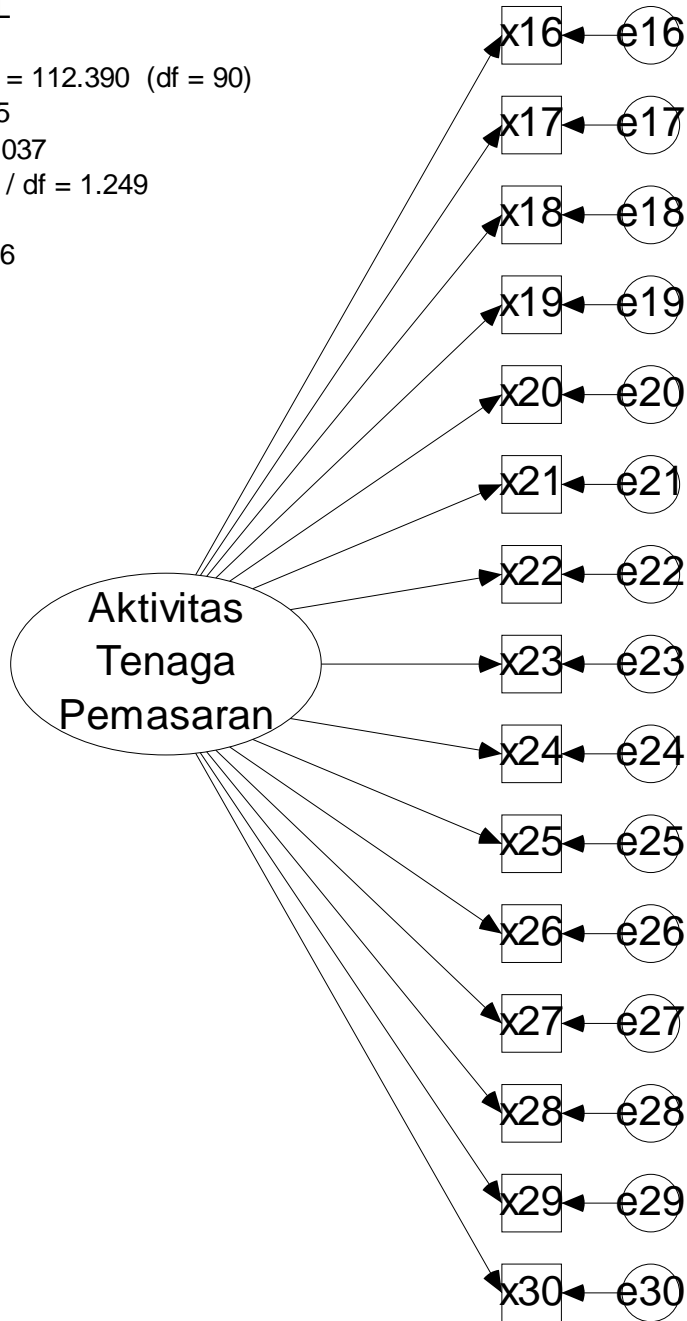 = 112.390 (df = 90)
5
037
/ df = 1.249
6
Aktivitas
Tenaga
Pemasaran
x16 e16
x17 e17
x18 e18
x19 e19
x20 e20
x21 e21
x22 e22
x23 e23
x24 e24
x25 e25
x26 e26
x27 e27
x28 e28
x29 e29
x30 e30